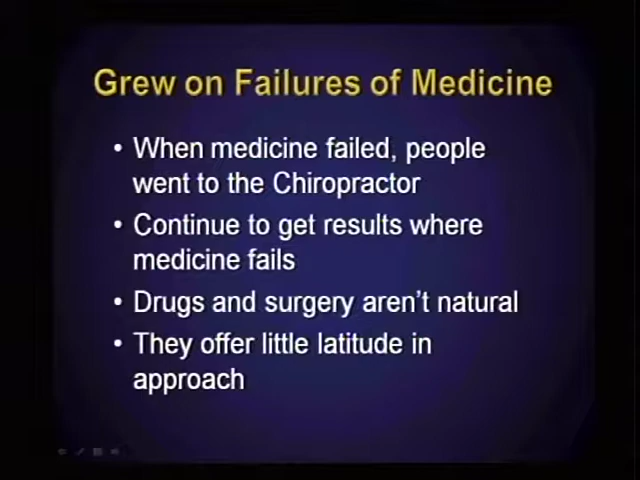 Grew on Failures of Medicine
• When medicine failed, people
went to the Chiropractor
• Continue to get results where
medicine fails
• Drugs and surgery aren't natural
• They offer little latitude in
approach